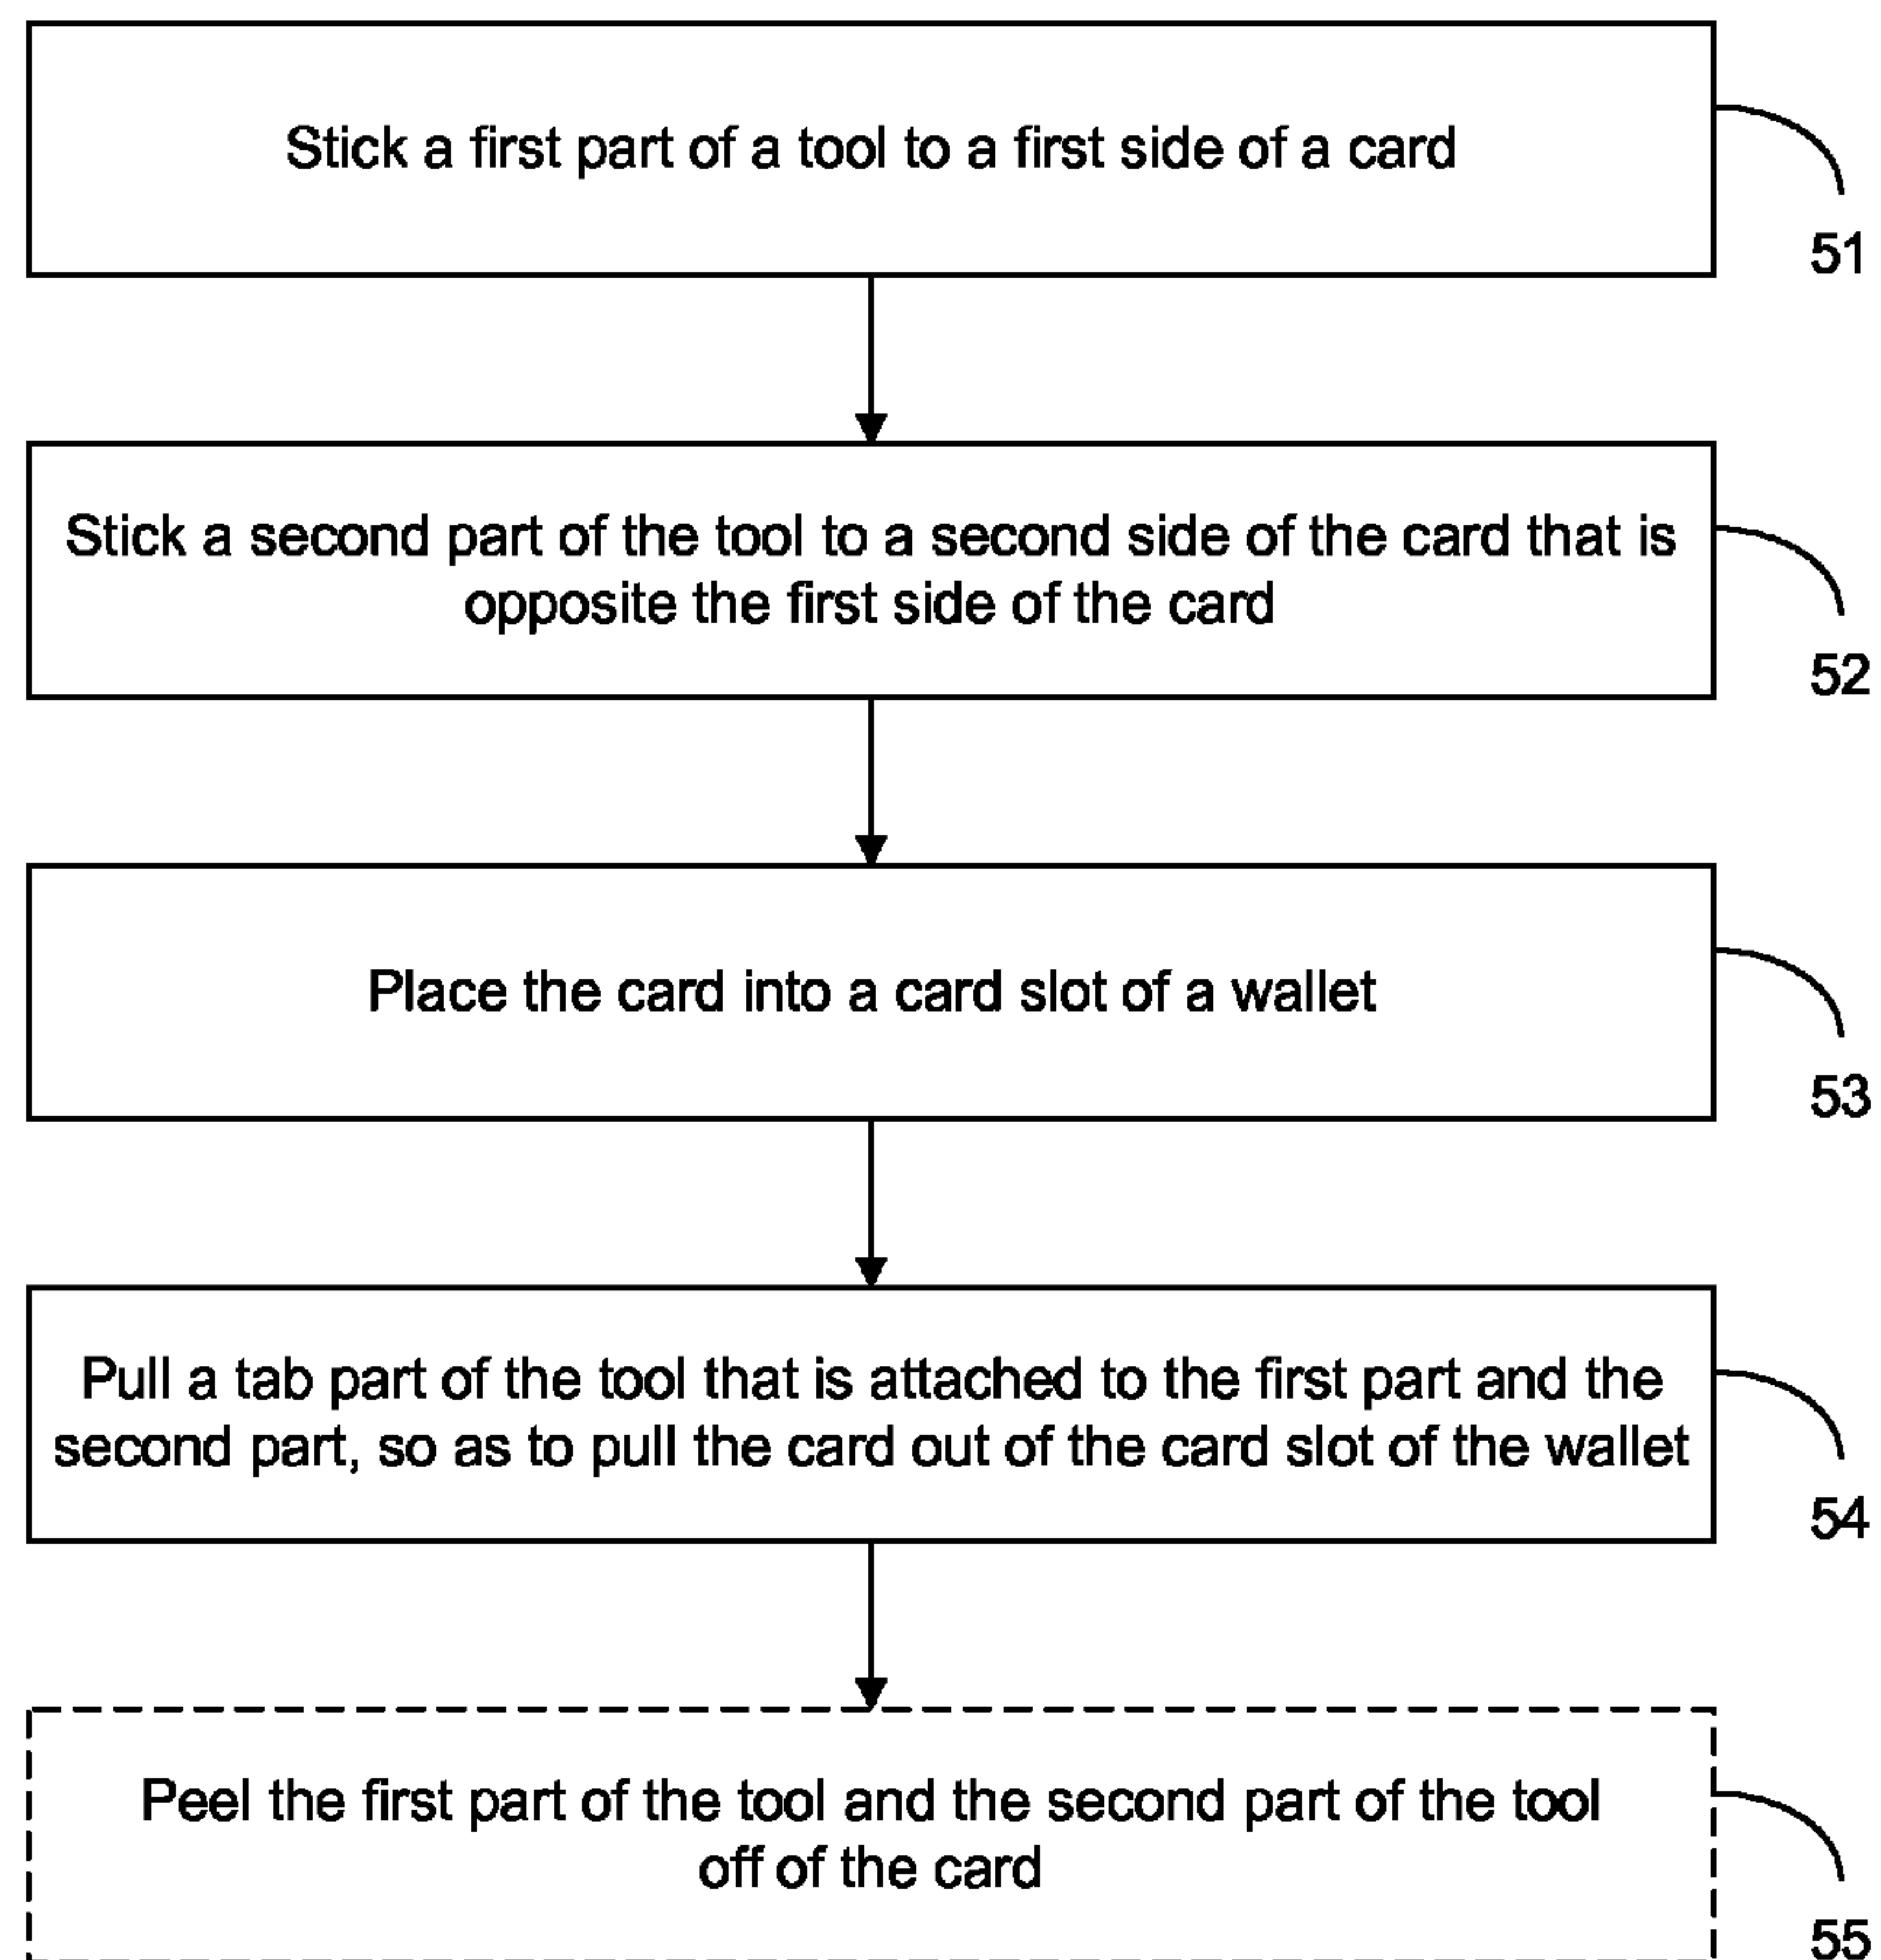 Stick a first part of a tool to a first side of a card
51
Stick a second part of the tool to a second side of the card that is
opposite the first side of the card
52
Place the card into a card slot of a wallet
53
Pull a tab part of the tool that is attached to the first part and the
second part, so as to pull the card out of the card slot of the wallet
54
Peel the first part of the tool and the second part of the tool
off of the card
55